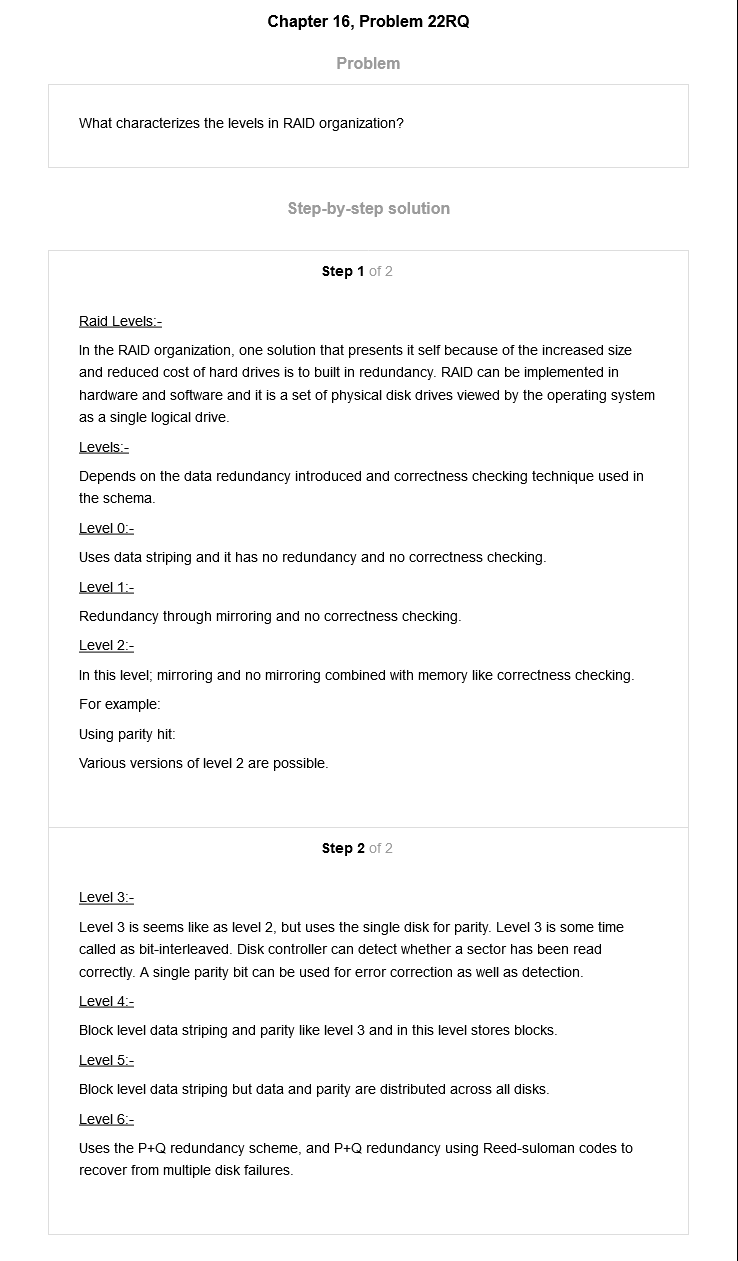 Chapter 16, Problem 22RQ
Problem
What characterizes the levels in RAID organization?
Step-by-step solution
Step 1 of 2
Raid Levels:-
In the RAID organization, one solution that presents it self because of the increased size
and reduced cost of hard drives is to built in redundancy. RAID can be implemented in
hardware and software and it is a set of physical disk drives viewed by the operating system
as a single logical drive.
Levels:-
Depends on the data redundancy introduced and correctness checking technique used in
the schema.
Level 0:-
Uses data striping and it has no redundancy and no correctness checking.
Level 1:-
Redundancy through mirroring and no correctness checking.
Level 2:-
In this level; mirroring and no mirroring combined with memory like correctness checking.
For example:
Using parity hit:
Various versions of level 2 are possible.
Step 2 of 2
Level 3:-
Level 3 is seems like as level 2, but uses the single disk for parity. Level 3 is some time
called as bit-interleaved. Disk controller can detect whether a sector has been read
correctly. A single parity bit can be used for error correction as well as detection.
Level 4:-
Block level data striping and parity like level 3 and in this level stores blocks.
Level 5:-
Block level data striping but data and parity are distributed across all disks.
Level 6:-
Uses the P+Q redundancy scheme, and P+Q redundancy using Reed-suloman codes to
recover from multiple disk failures.